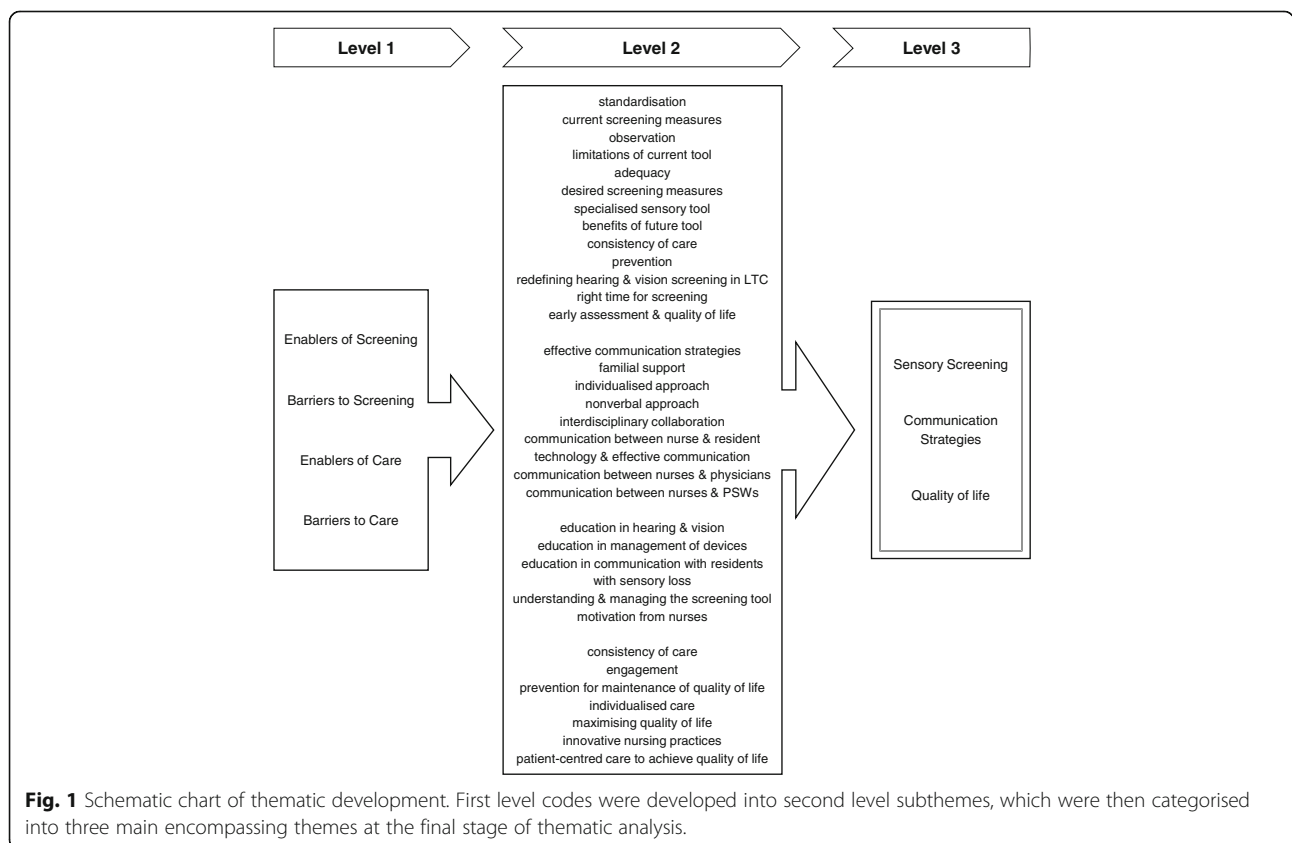 Level 1
Level 2
Level 3
Enablers of Screening
Barriers to Screening
Enablers of Care
Barriers to Care
standardisation
current screening measures
observation
limitations of current tool
adequacy
desired screening measures
specialised sensory tool
benefits of future tool
consistency of care
prevention
redefining hearing & vision screening in LTC
right time for screening
early assessment & quality of life
effective communication strategies
familial support
individualised approach
nonverbal approach
interdisciplinary collaboration
communication between nurse & resident
technology & effective communication
communication between nurses & physicians
communication between nurses & PSWs
education in hearing & vision
education in management of devices
education in communication with residents
with sensory loss
understanding & managing the screening tool
motivation from nurses
consistency of care
engagement
prevention for maintenance of quality of life
individualised care
maximising quality of life
innovative nursing practices
patient-centred care to achieve quality of life
Sensory Screening
Communication
Strategies
Quality of life
Fig. 1 Schematic chart of thematic development. First level codes were developed into second level subthemes, which were then categorised
into three main encompassing themes at the final stage of thematic analysis.